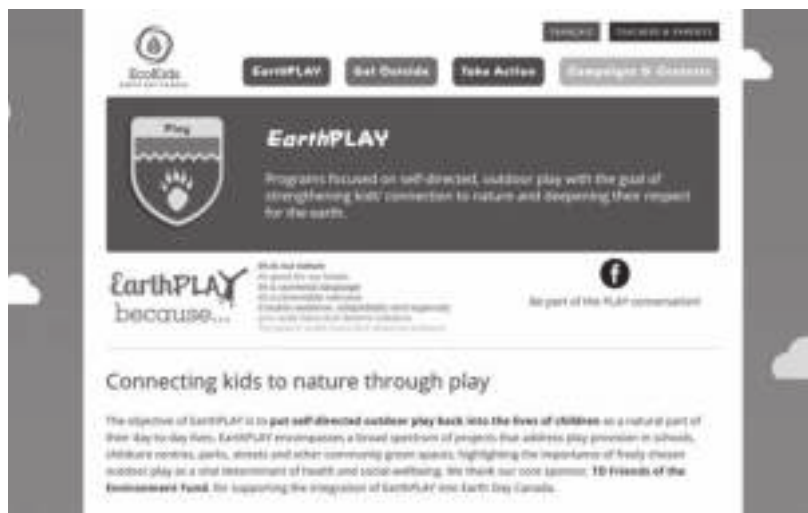 FRANÇAIS TEACHERS & PARENTS
EcoKids
EarthPLAY Get Outside Take Action Campaigns & Contests
Play
EarthPLAY
Programs focused on self-directed, outdoor play with the goal of
strengthening kids' connection to nature and deepening their respect
for the earth.
EarthPLAY
because...
Be part of the PLAY conversation!
Connecting kids to nature through play
The objective of EarthPLAY is to put self-directed outdoor play back into the lives of children as a natural part of
their day to day lives. EarthPLAY encompasses a broad spectrum of projects that address play provision in schools,
childcare centres, parks, streets and other community green spaces, highlighting the importance of freely chosen
outdoor play as a vital determinant of health and social wellbeing. We thank our core sponsor, TD Friends of the
Environment Fund, for supporting the integration of EarthPLAY into Earth Day Canada.